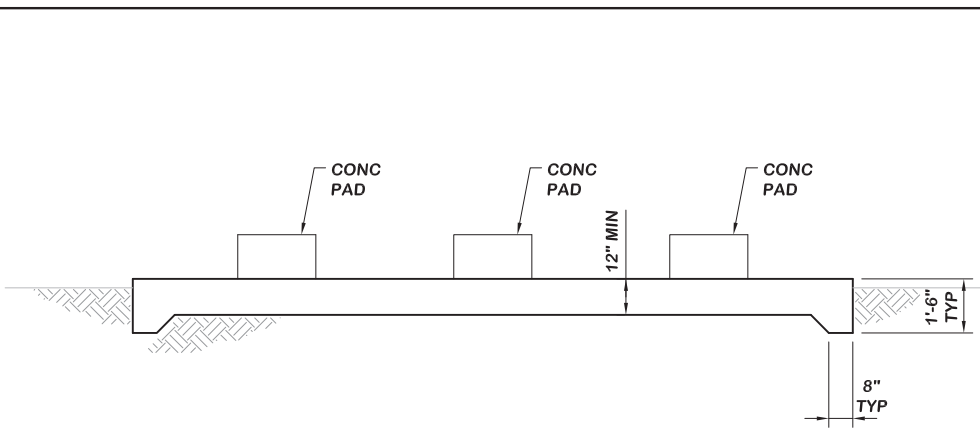 CONC
PAD
CONC
PAD
CONC
PAD
12" MIN
1'-6"
TYP
8"
TYP